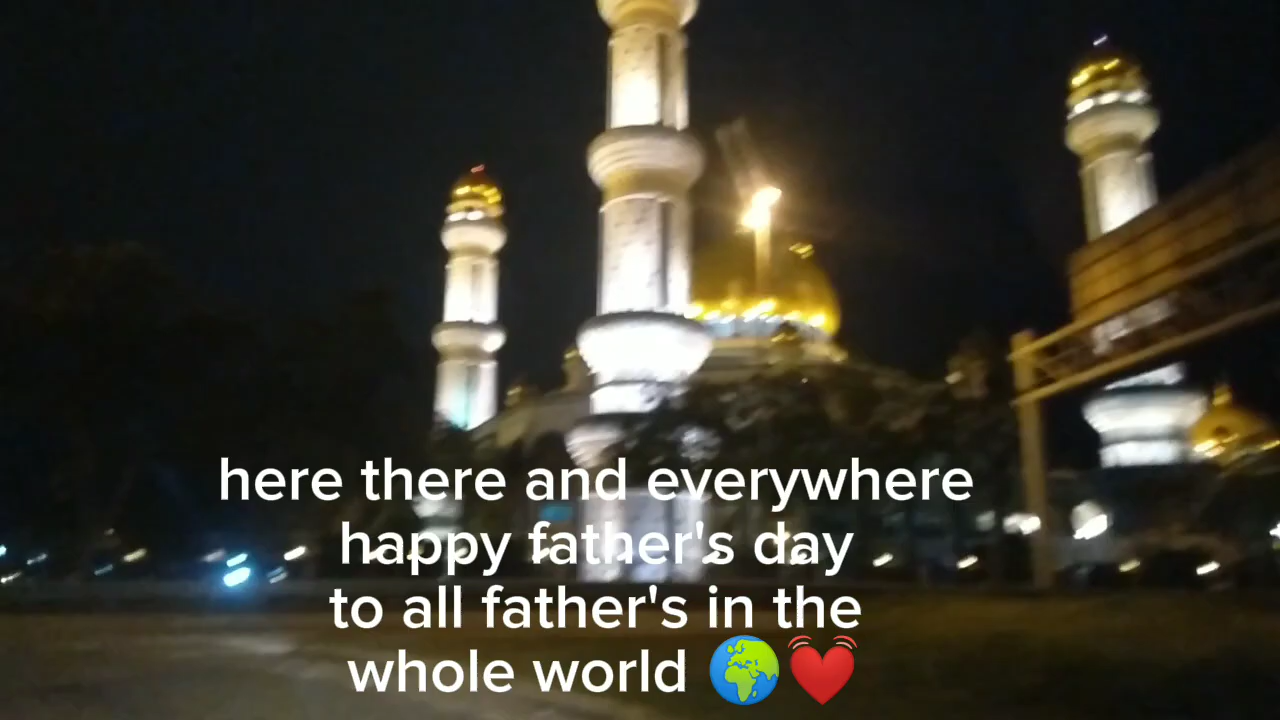 here there and everywhere
happy father's day
to all father's in the
whole world 🌍💓